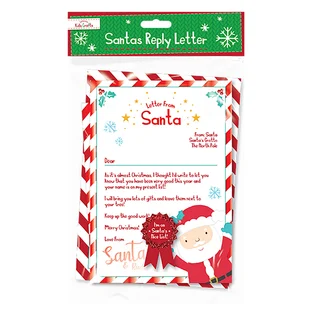 Santas Reply Letter
Letter From
Santa
From: Santa
Santa's Grotto
The North Pole
Dear
As it's almost Christmas, I thought I'd write to let you
know that you have been very good this year and
your name is on my present list!
I will bring you lots of gifts and leave them next to
your tree!
Keep up the good wor
Merry Christmas!
Love from
Santa
I'm on
Santa's
Nice List!